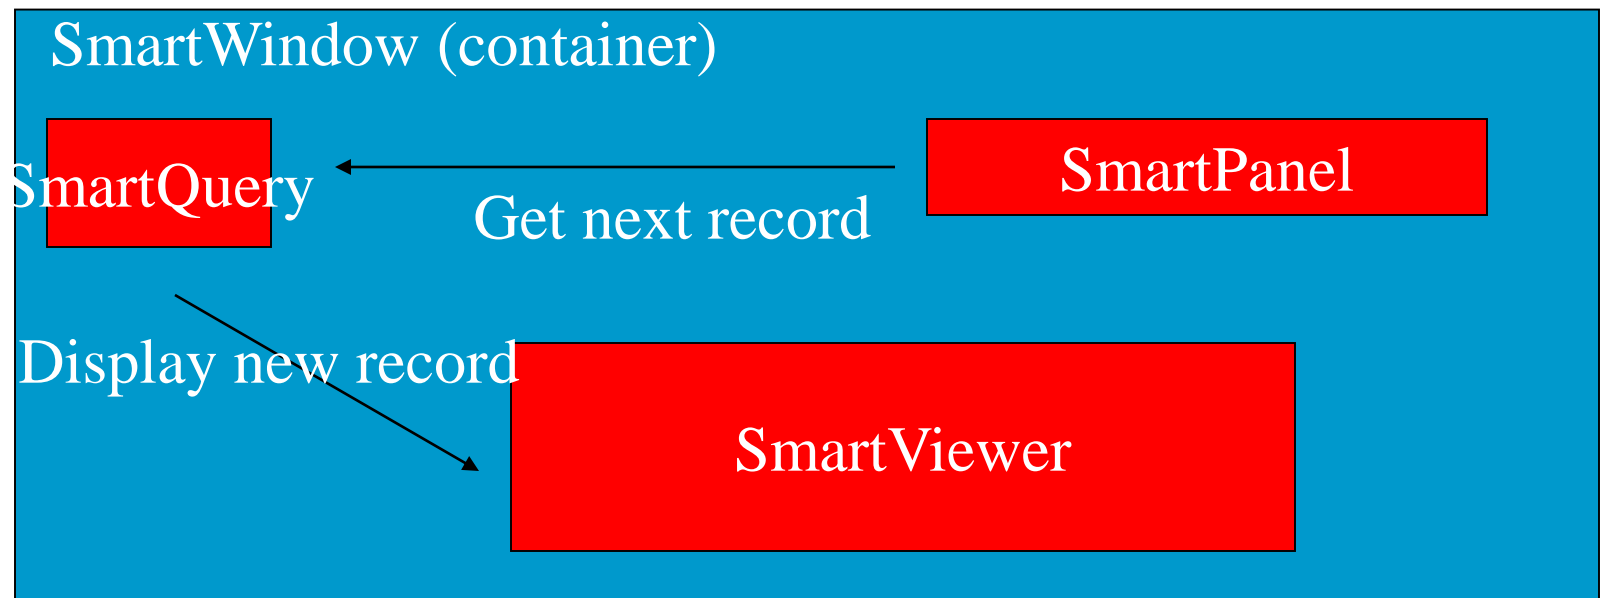 SmartWindow (container)
SmartQuery
SmartPanel
Get next record
Display new record
SmartViewer